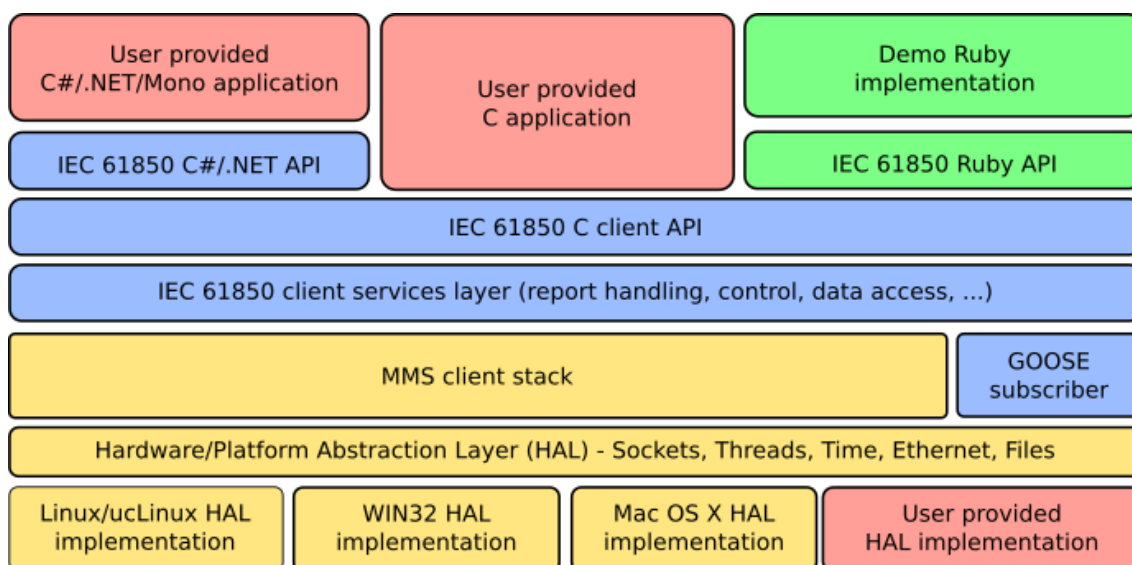 User provided
C#/.NET/Mono application
User provided
C application
Demo Ruby
implementation
IEC 61850 C#/.NET API
IEC 61850 Ruby API
IEC 61850 C client API
IEC 61850 client services layer (report handling, control, data access, ...)
MMS client stack
GOOSE
subscriber
Hardware/Platform Abstraction Layer (HAL) - Sockets, Threads, Time, Ethernet, Files
Linux/ucLinux HAL
implementation
WIN32 HAL
implementation
Mac OS X HAL
implementation
User provided
HAL implementation